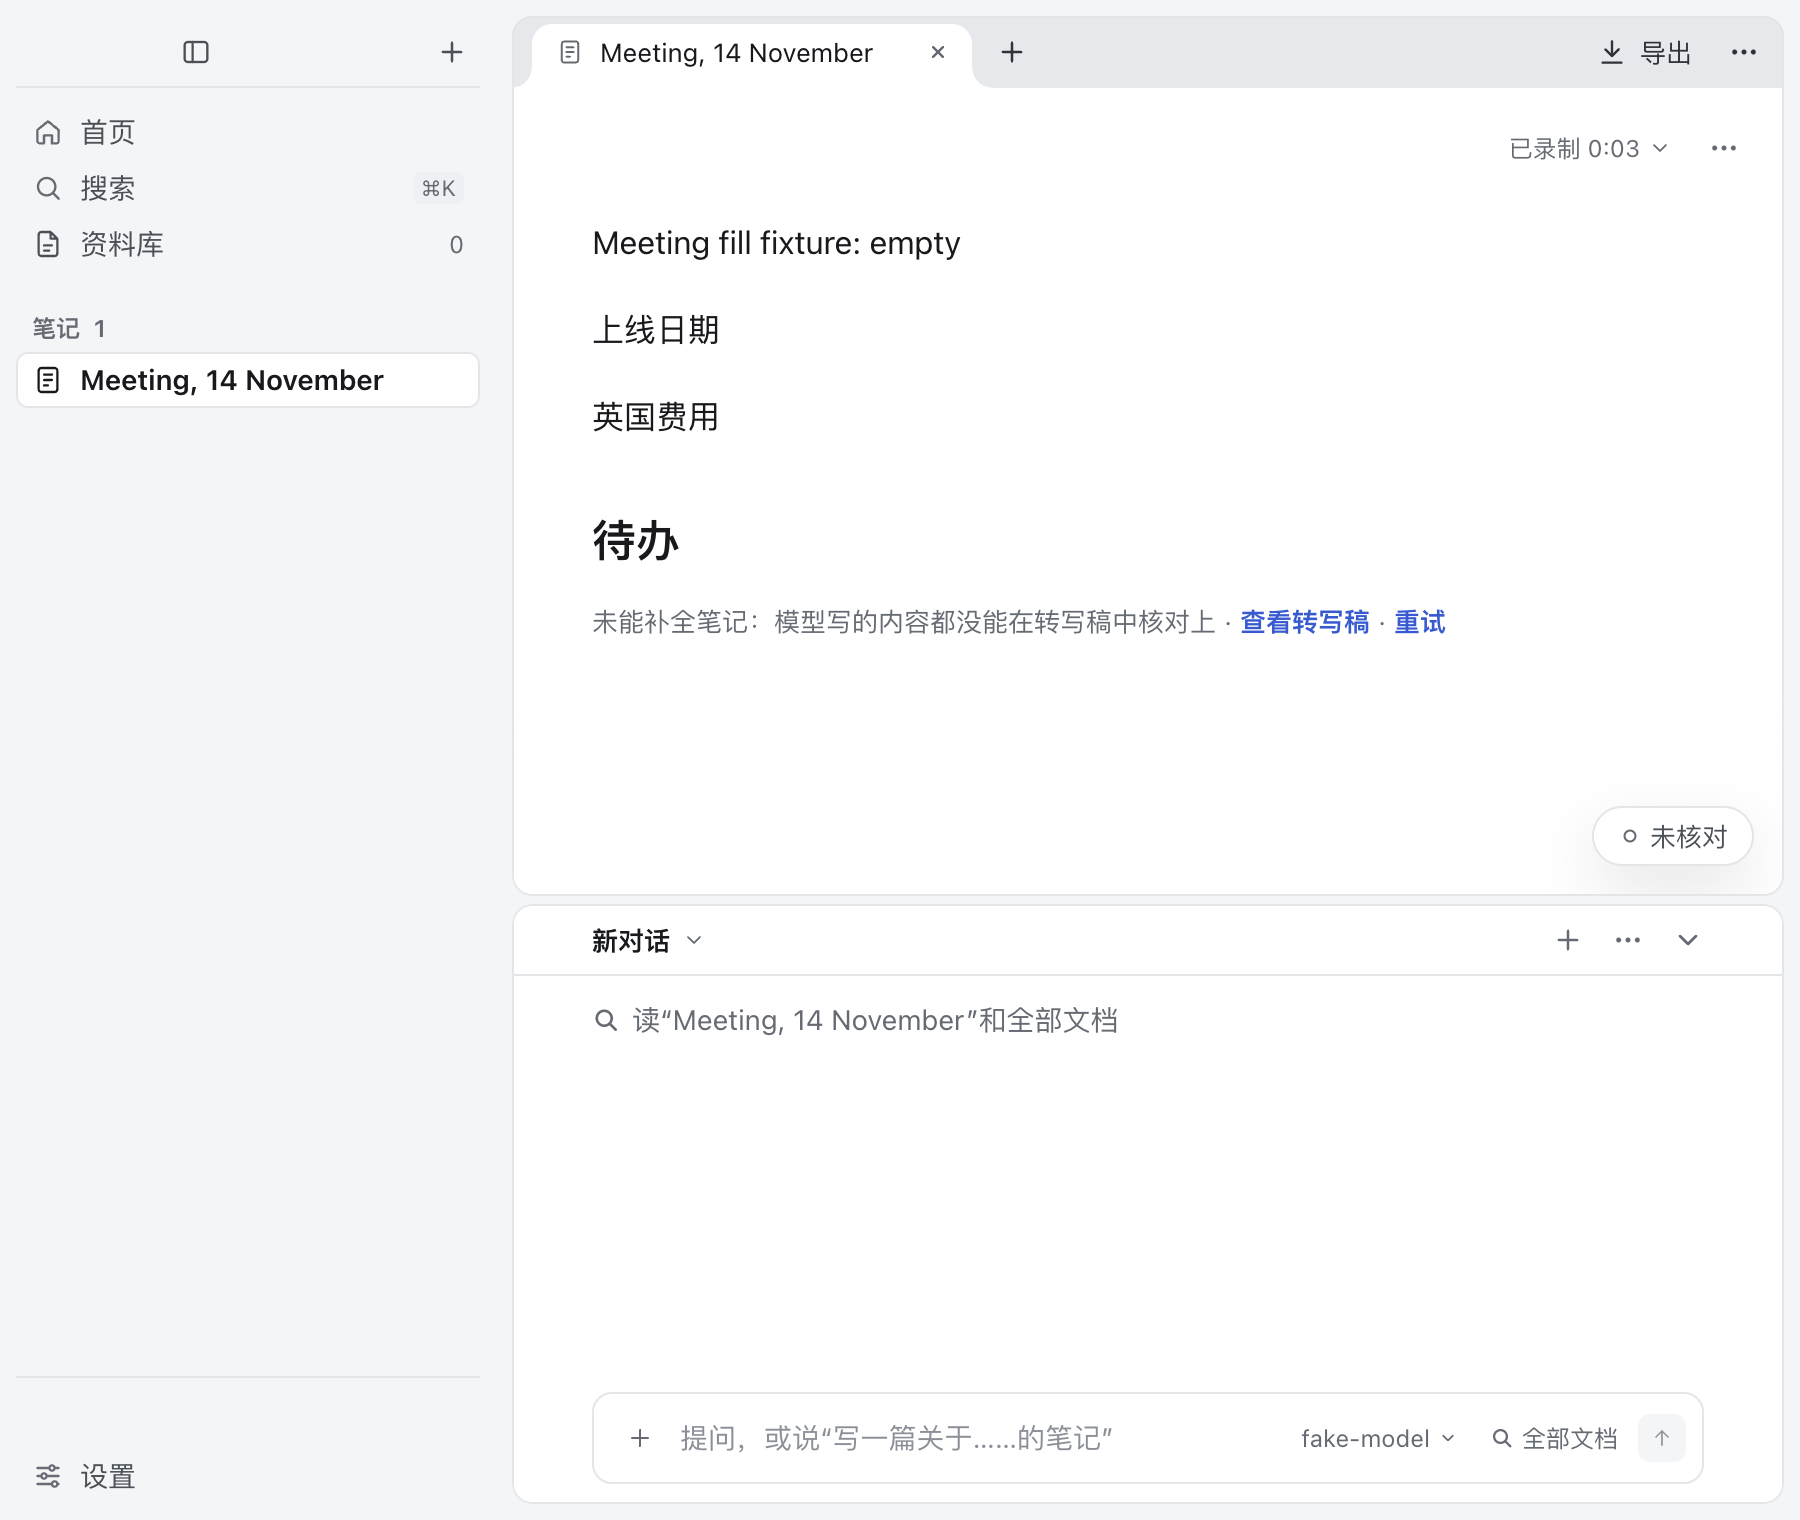 首页
搜索 ⌘K
资料库 0
笔记 1
Meeting, 14 November
设置
Meeting, 14 November
导出
已录制 0:03
Meeting fill fixture: empty
上线日期
英国费用
待办
未能补全笔记：模型写的内容都没能在转写稿中核对上 · 查看转写稿 · 重试
未核对
新对话
读“Meeting, 14 November”和全部文档
提问，或说“写一篇关于……的笔记”
fake-model
全部文档